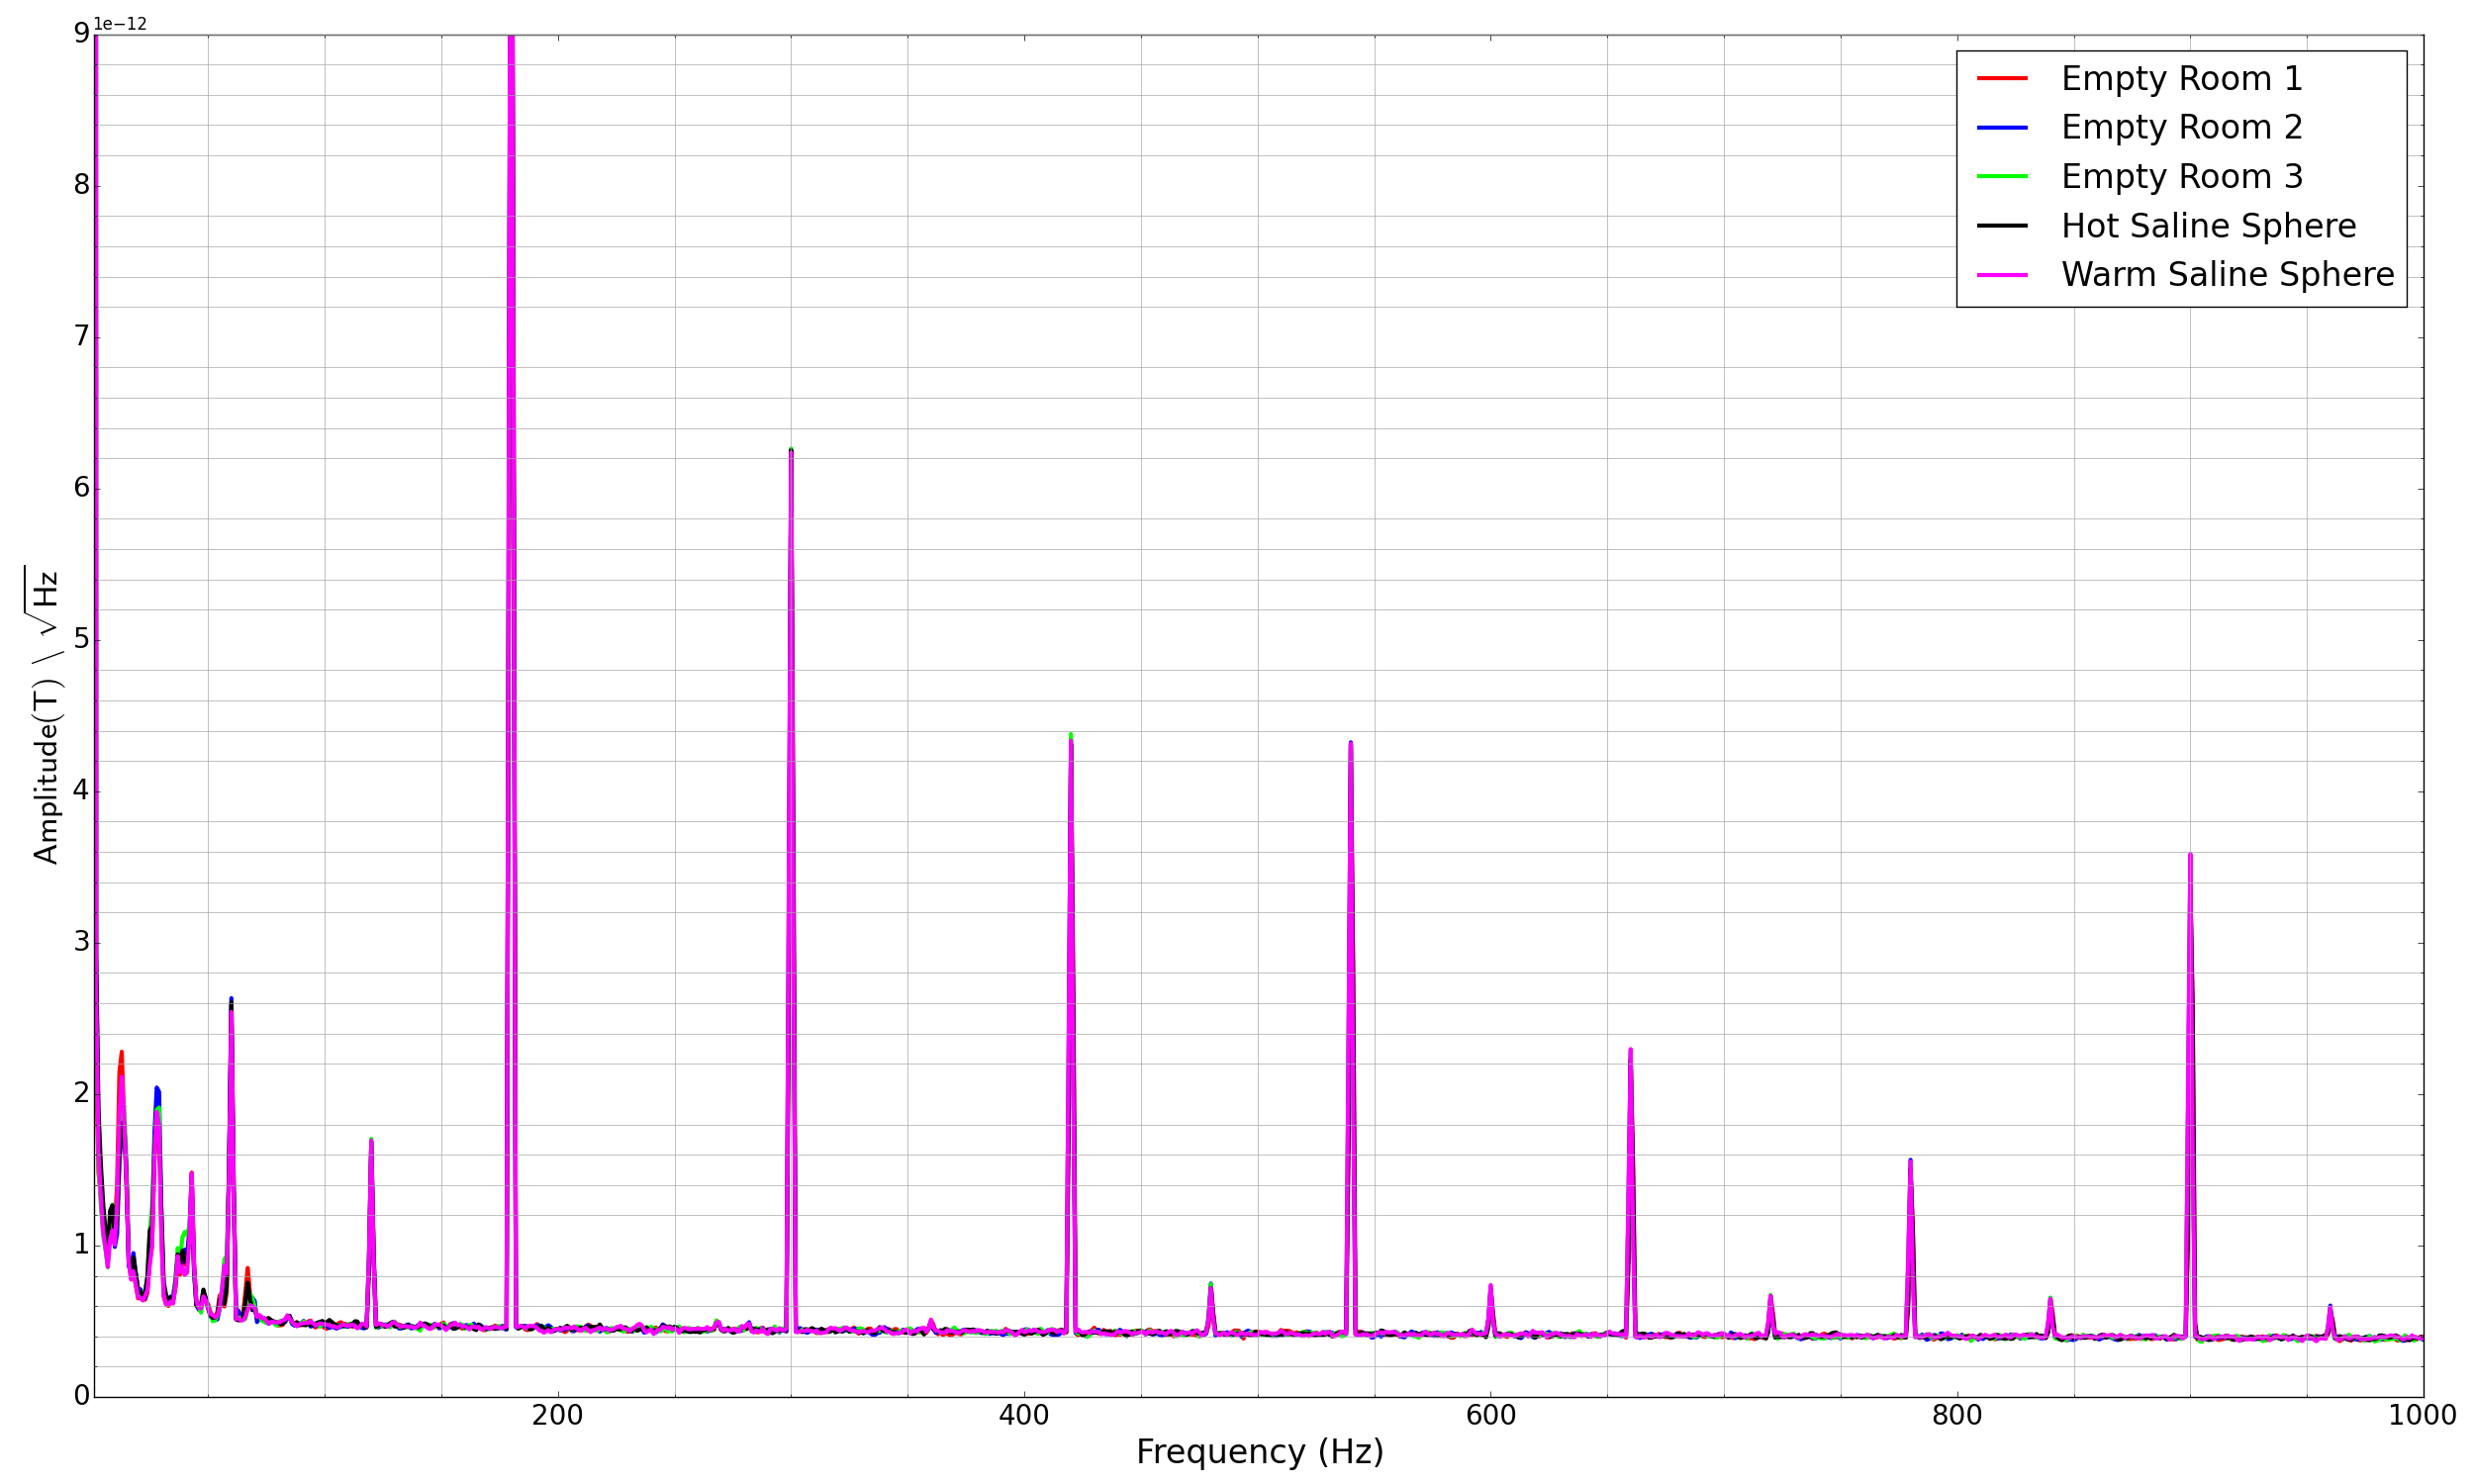 1e−12
9
8
7
6
5
4
3
2
1
0
Amplitude(T) \ √Hz
Empty Room 1
Empty Room 2
Empty Room 3
Hot Saline Sphere
Warm Saline Sphere
200 400 600 800 1000
Frequency (Hz)